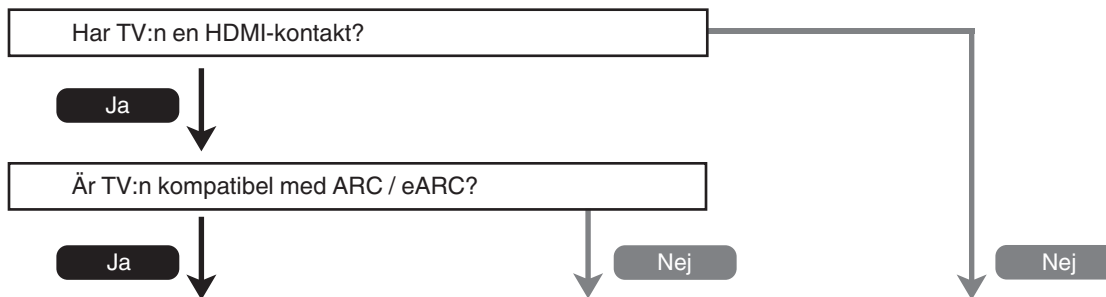 Har TV:n en HDMI-kontakt?
Ja
Är TV:n kompatibel med ARC / eARC?
Ja
Nej
Nej